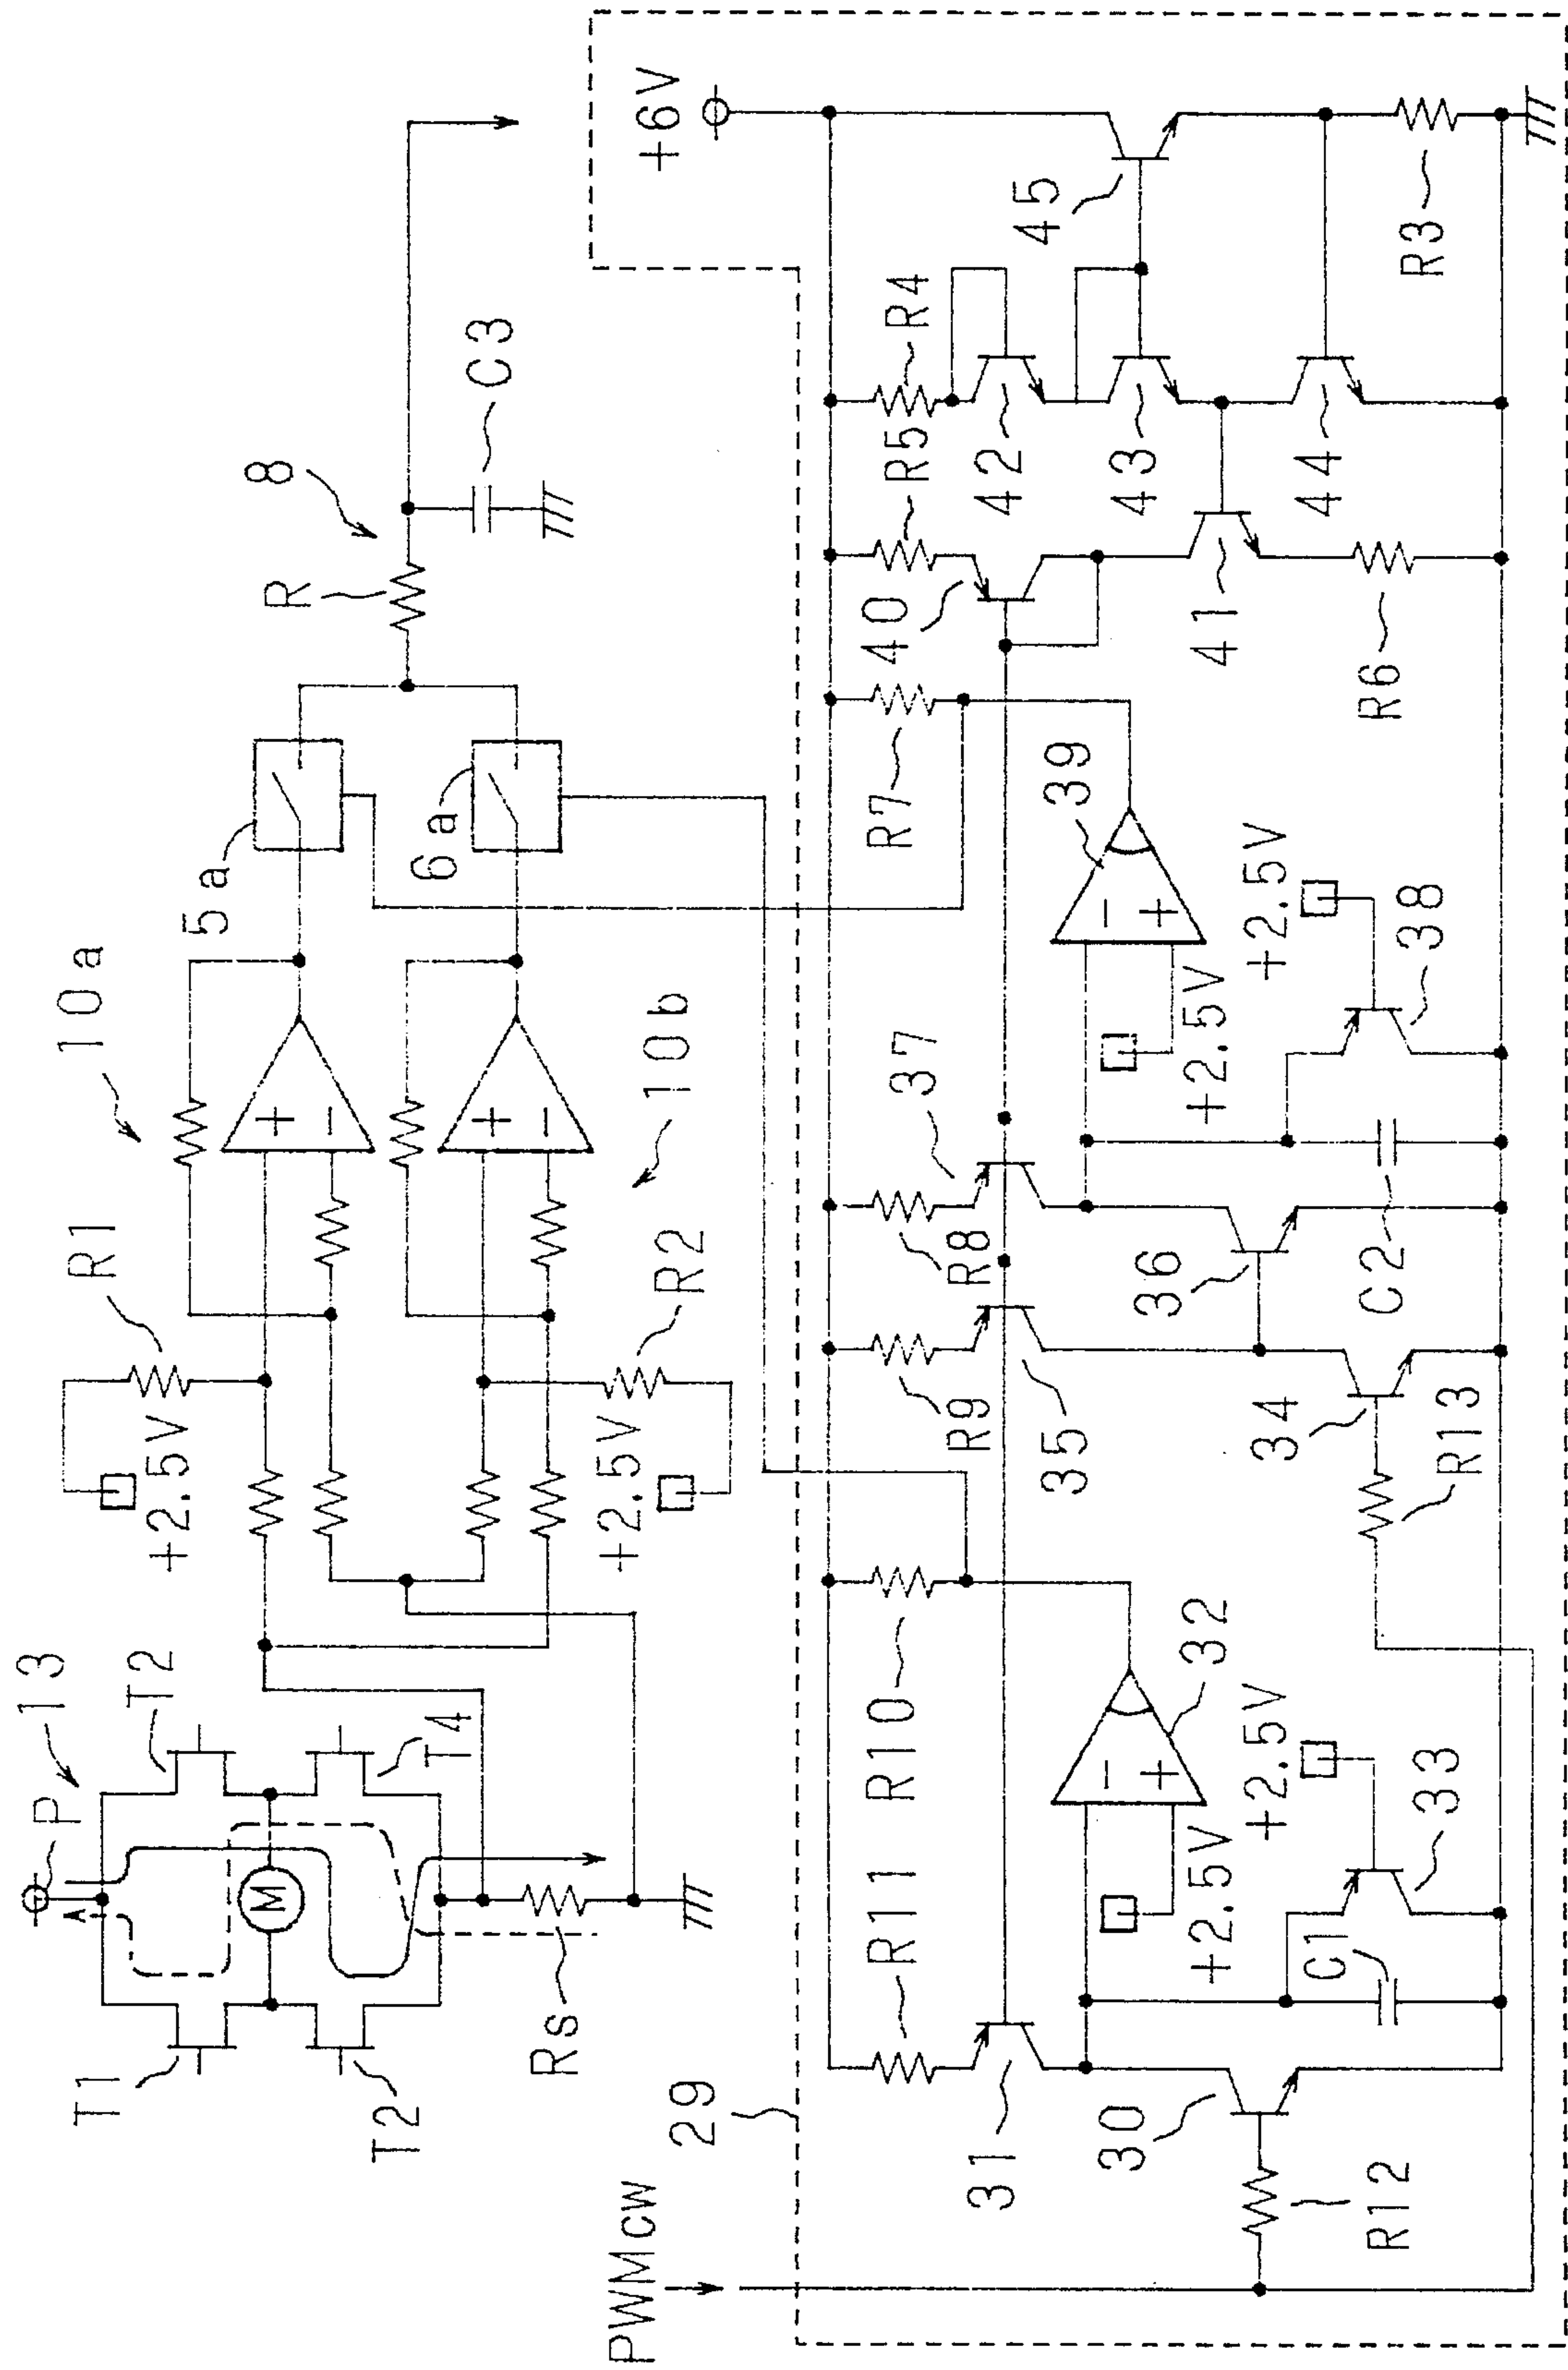 13
P
T1
T2
T2
T4
M
Rs
R1
+2.5V
+2.5V
R2
10a
10b
5a
6a
R
8
C3
29
PWMcw
+6V
R11
R10
R9
R8
R7
R5
R4
31
32
35
37
39
40
42
43
45
+2.5V
+2.5V
+2.5V
+2.5V
30
33
34
36
38
41
44
C1
C2
R12
R13
R6
R3
+
−
+
−
−
+
−
+